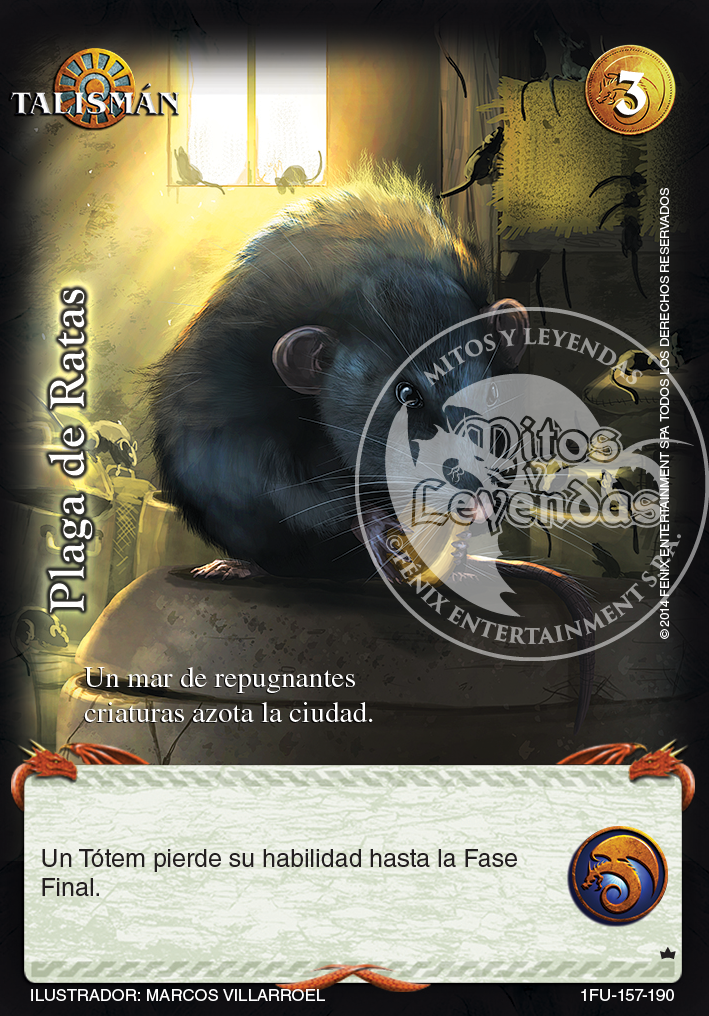 TALISMÁN
3
Plaga de Ratas
MITOS Y LEYENDAS
Mitos
y
Leyendas
©FENIX ENTERTAINMENT S.P.A.
© 2014 FENIX ENTERTAINMENT SPA TODOS LOS DERECHOS RESERVADOS
Un mar de repugnantes
criaturas azota la ciudad.
Un Tótem pierde su habilidad hasta la Fase
Final.
ILUSTRADOR: MARCOS VILLARROEL
1FU-157-190